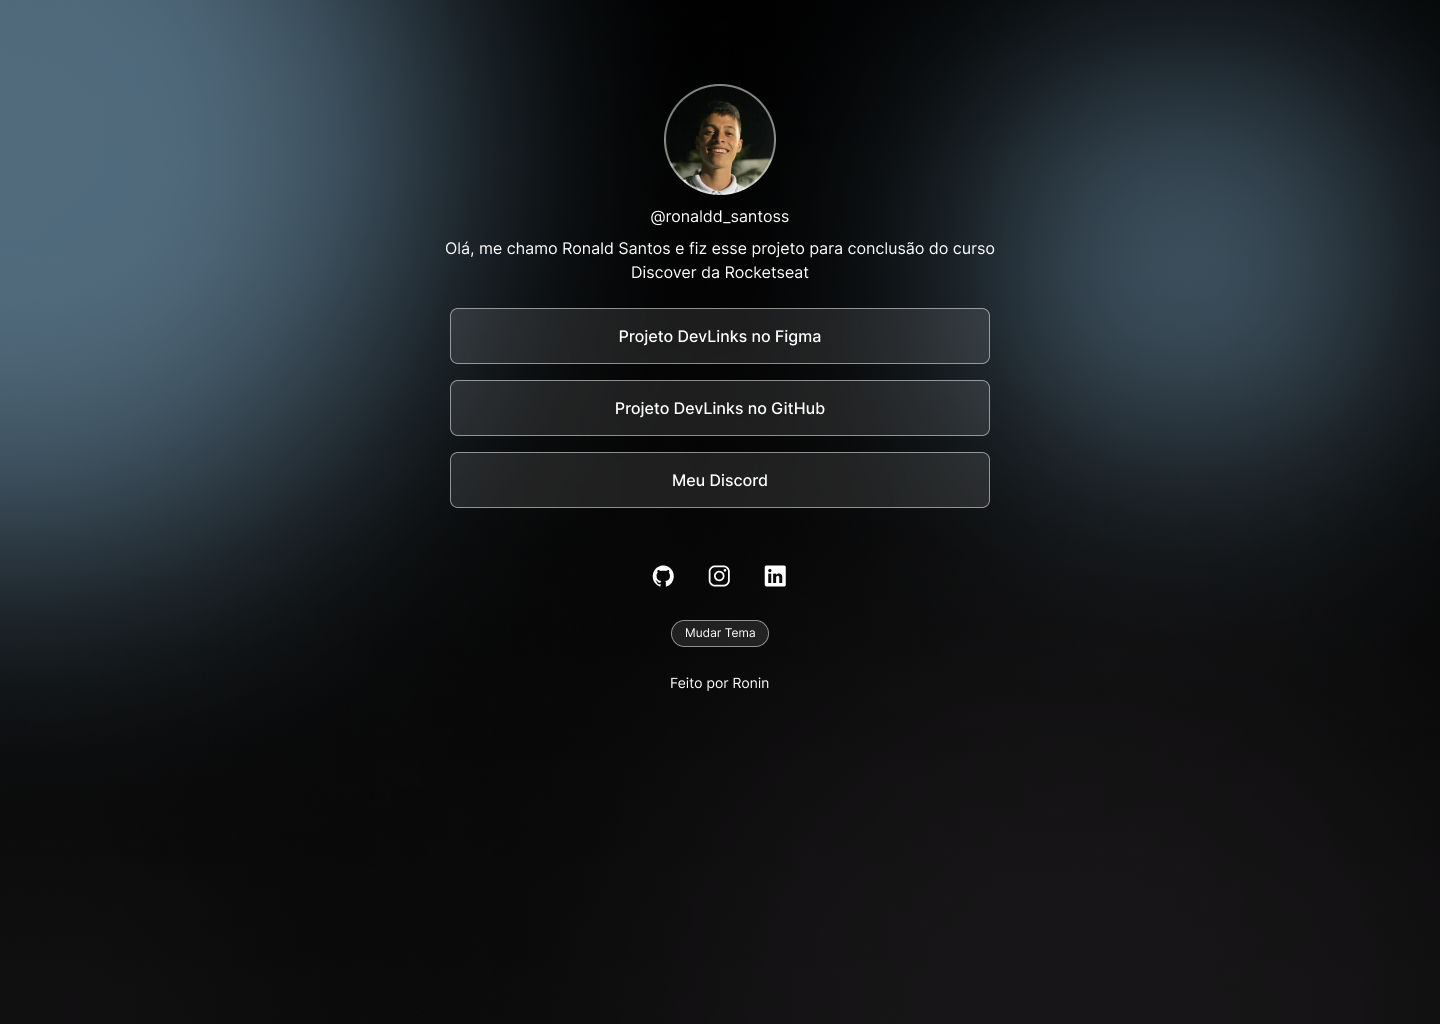 @ronaldd_santoss
Olá, me chamo Ronald Santos e fiz esse projeto para conclusão do curso
Discover da Rocketseat
Projeto DevLinks no Figma
Projeto DevLinks no GitHub
Meu Discord
in
Mudar Tema
Feito por Ronin